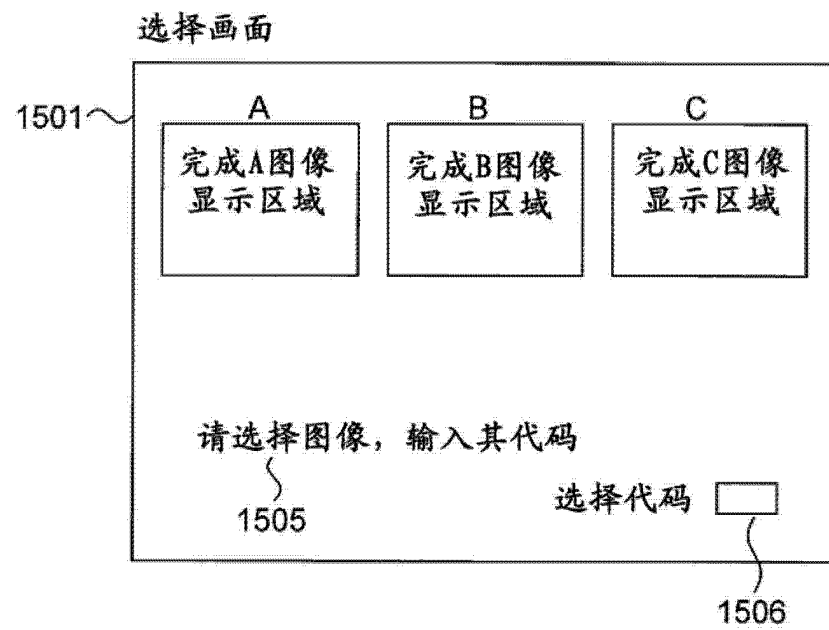 选择画面
1501
A
B
C
完成A图像
显示区域
完成B图像
显示区域
完成C图像
显示区域
请选择图像，输入其代码
1505
选择代码
1506